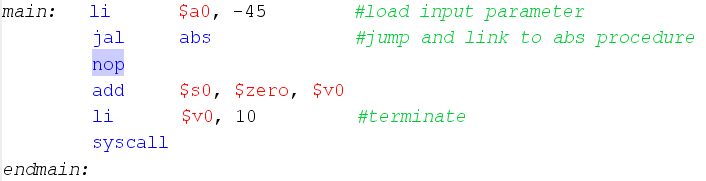 main: li $a0, -45 #load input parameter
jal abs #jump and link to abs procedure
nop
add $s0, $zero, $v0
li $v0, 10 #terminate
syscall
endmain: